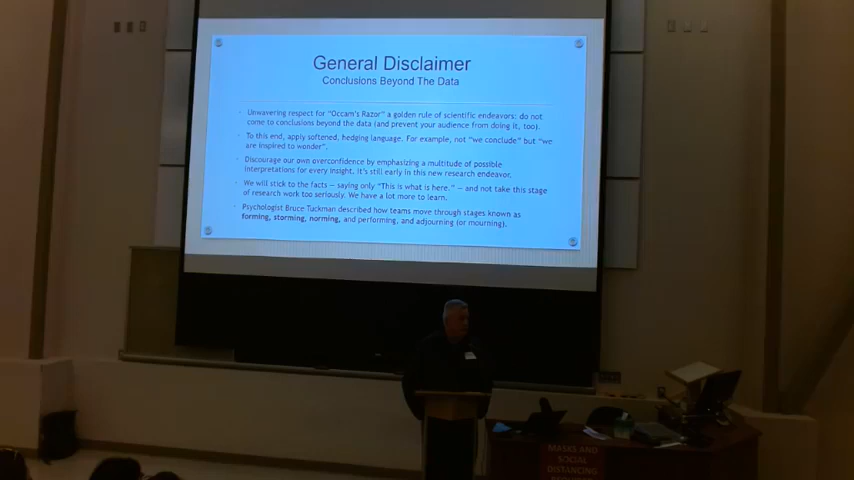 General Disclaimer
Conclusions Beyond The Data
Unwavering respect for "Occam's Razor" a golden rule of scientific endeavors: do not
come to conclusions beyond the data (and prevent your audience from doing it, too).
To this end, apply softened, hedging language. For example, not "we conclude" but "we
are inspired to wonder".
Discourage our own overconfidence by emphasizing a multitude of possible
interpretations for every insight. It's still early in this new research endeavor.
We will stick to the facts – saying only "This is what is here." – and not take this stage
of research work too seriously. We have a lot more to learn.
Psychologist Bruce Tuckman described how teams move through stages known as
forming, storming, norming, and performing, and adjourning (or mourning).
MASKS AND
SOCIAL
DISTANCING